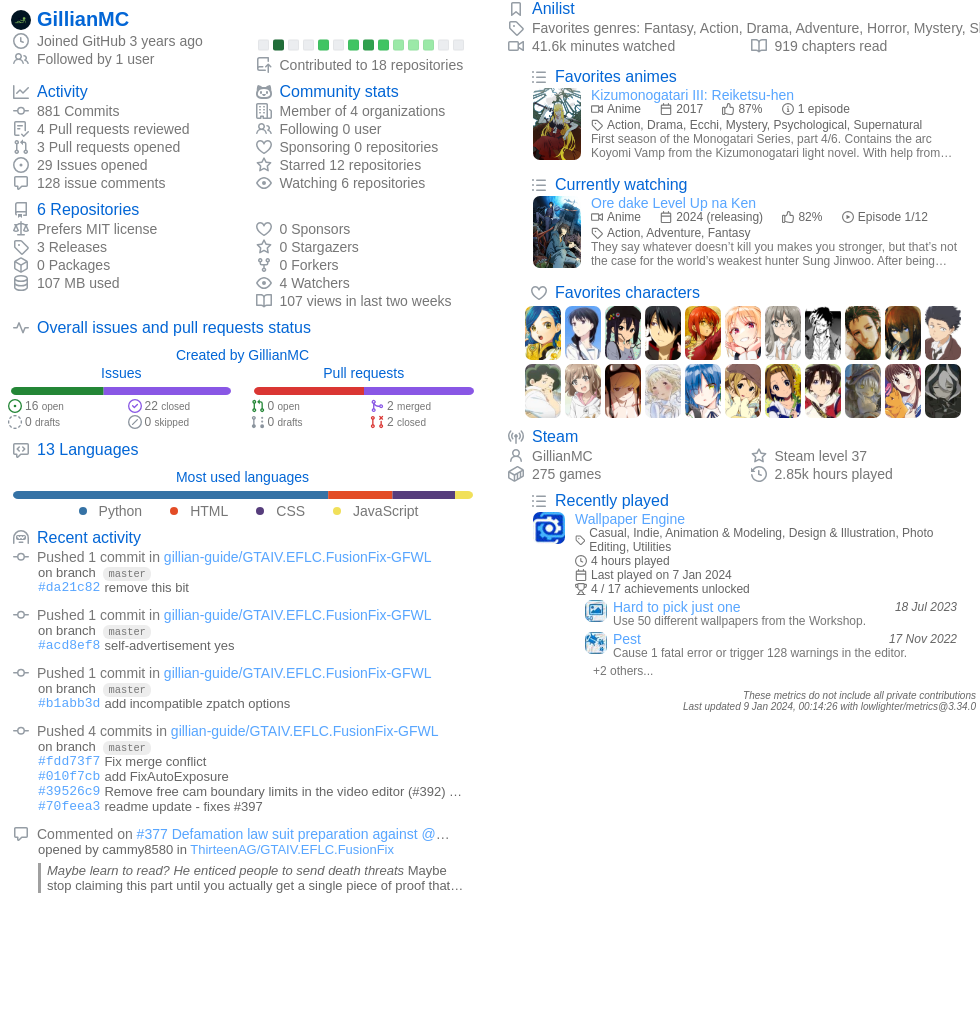 GillianMC
Joined GitHub 3 years ago
Followed by 1 user
Contributed to 18 repositories
Activity
881 Commits
4 Pull requests reviewed
3 Pull requests opened
29 Issues opened
128 issue comments
Community stats
Member of 4 organizations
Following 0 user
Sponsoring 0 repositories
Starred 12 repositories
Watching 6 repositories
6 Repositories
Prefers MIT license
3 Releases
0 Packages
107 MB used
0 Sponsors
0 Stargazers
0 Forkers
4 Watchers
107 views in last two weeks
Overall issues and pull requests status
Created by GillianMC
Issues
16 open
22 closed
0 drafts
0 skipped
Pull requests
0 open
2 merged
0 drafts
2 closed
13 Languages
Most used languages
Python HTML CSS JavaScript
Recent activity
Pushed 1 commit in gillian-guide/GTAIV.EFLC.FusionFix-GFWL
on branch master
#da21c82 remove this bit
Pushed 1 commit in gillian-guide/GTAIV.EFLC.FusionFix-GFWL
on branch master
#acd8ef8 self-advertisement yes
Pushed 1 commit in gillian-guide/GTAIV.EFLC.FusionFix-GFWL
on branch master
#b1abb3d add incompatible zpatch options
Pushed 4 commits in gillian-guide/GTAIV.EFLC.FusionFix-GFWL
on branch master
#fdd73f7 Fix merge conflict
#010f7cb add FixAutoExposure
#39526c9 Remove free cam boundary limits in the video editor (#392) …
#70feea3 readme update - fixes #397
Commented on #377 Defamation law suit preparation against @…
opened by cammy8580 in ThirteenAG/GTAIV.EFLC.FusionFix
Maybe learn to read? He enticed people to send death threats Maybe
stop claiming this part until you actually get a single piece of proof that…
Anilist
Favorites genres: Fantasy, Action, Drama, Adventure, Horror, Mystery,
41.6k minutes watched
919 chapters read
Favorites animes
Kizumonogatari III: Reiketsu-hen
Anime 2017 87% 1 episode
Action, Drama, Ecchi, Mystery, Psychological, Supernatural
First season of the Monogatari Series, part 4/6. Contains the arc
Koyomi Vamp from the Kizumonogatari light novel. With help from…
Currently watching
Ore dake Level Up na Ken
Anime 2024 (releasing) 82% Episode 1/12
Action, Adventure, Fantasy
They say whatever doesn't kill you makes you stronger, but that's not
the case for the world's weakest hunter Sung Jinwoo. After being…
Favorites characters
Steam
GillianMC
275 games
Steam level 37
2.85k hours played
Recently played
Wallpaper Engine
Casual, Indie, Animation & Modeling, Design & Illustration, Photo
Editing, Utilities
4 hours played
Last played on 7 Jan 2024
4 / 17 achievements unlocked
Hard to pick just one 18 Jul 2023
Use 50 different wallpapers from the Workshop.
Pest 17 Nov 2022
Cause 1 fatal error or trigger 128 warnings in the editor.
+2 others...
These metrics do not include all private contributions
Last updated 9 Jan 2024, 00:14:26 with lowlighter/metrics@3.34.0